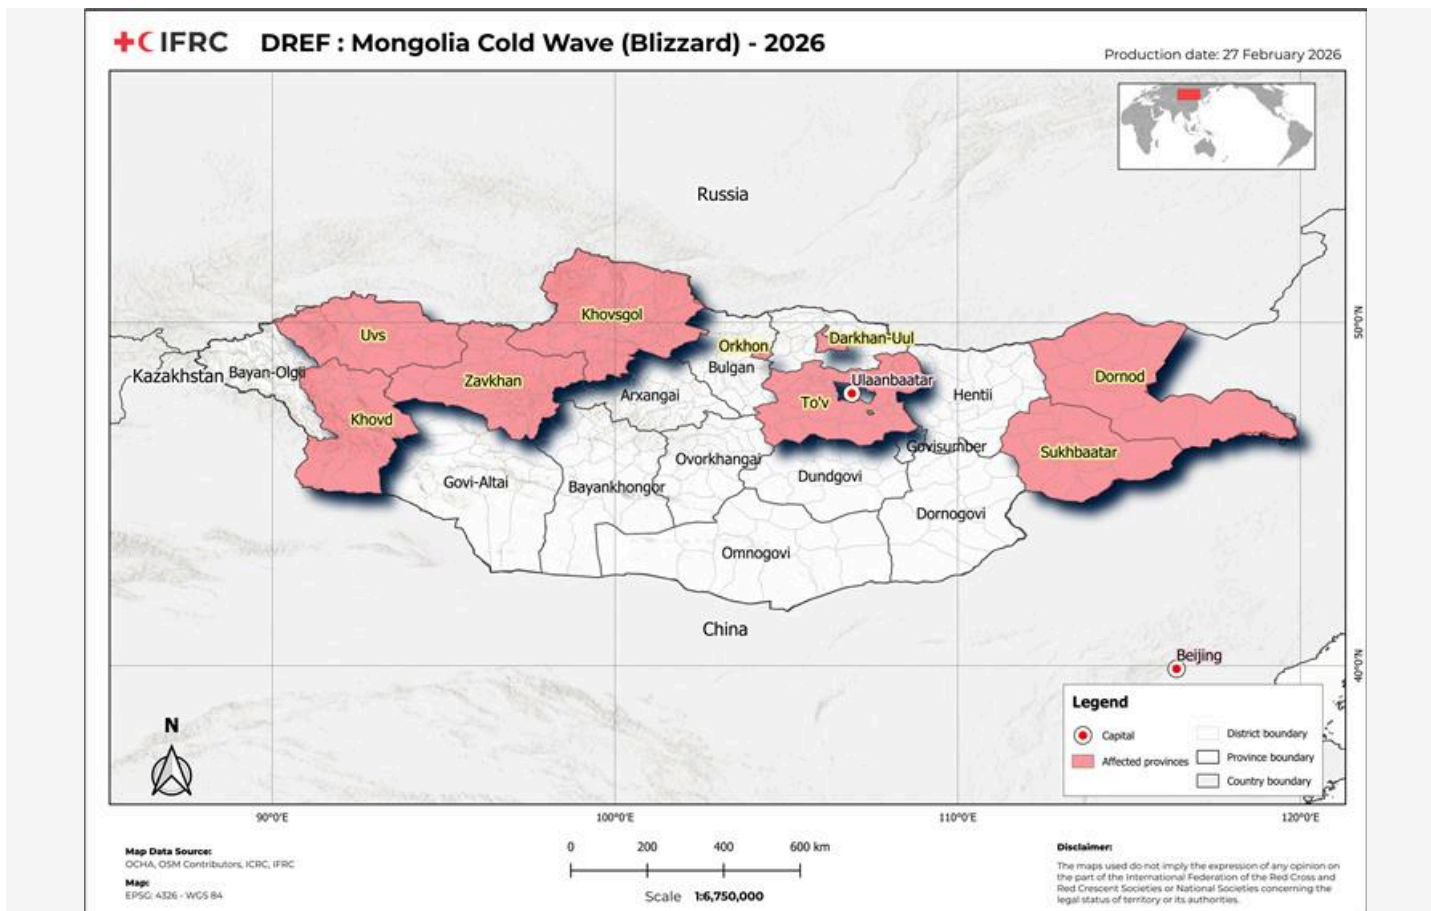 IFRC DREF : Mongolia Cold Wave (Blizzard) - 2026
Production date: 27 February 2026
Russia
50°0'N
Khovsgol
Uvs
Orkhon
Darkhan-Uul
Kazakhstan
Bayan-Olgii
Bulgan
Zavkhan
Ulaanbaatar
Dornod
Arxangai
To'v
Hentii
Khovd
Govisumber
Sukhbaatar
Ovorkhangai
Govi-Altai
Bayankhongor
Dundgovi
Dornogovi
Omnogovi
China
Beijing
40°0'N
Legend
Capital
District boundary
Affected provinces
Province boundary
Country boundary
N
90°0'E
100°0'E
110°0'E
120°0'E
Map Data Source:
OCHA, OSM Contributors, ICRC, IFRC
Map:
EPSG: 4326 - WGS 84
0 200 400 600 km
Scale 1:6,750,000
Disclaimer:
The maps used do not imply the expression of any opinion on
the part of the International Federation of the Red Cross and
Red Crescent Societies or National Societies concerning the
legal status of territory or its authorities.